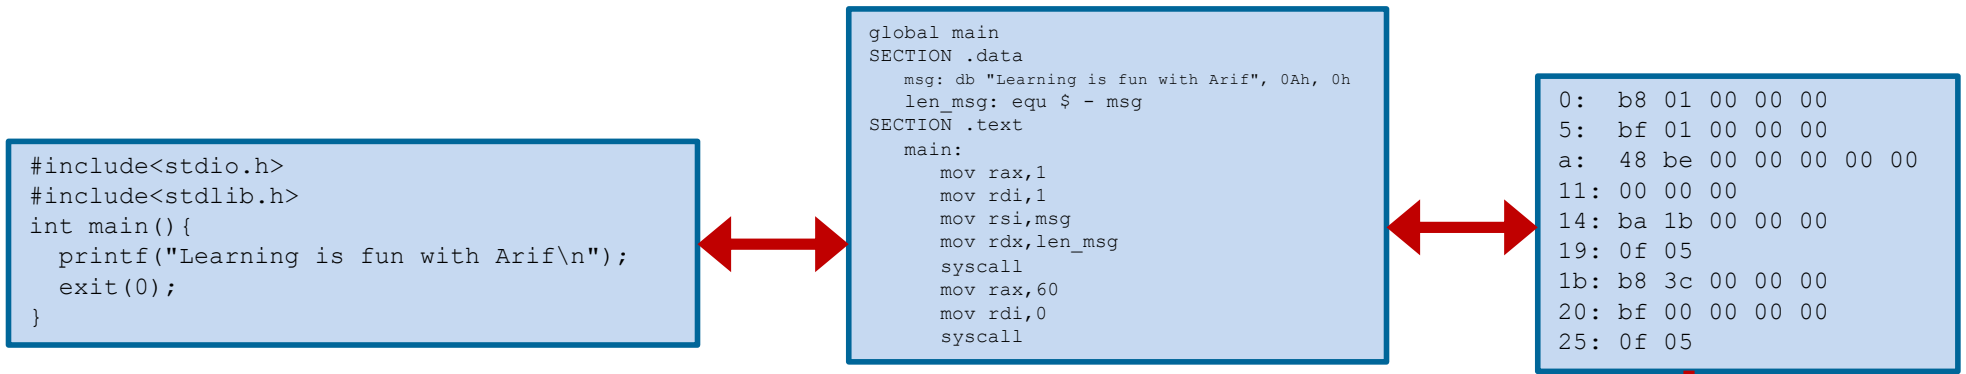 #include<stdio.h>
#include<stdlib.h>
int main(){
  printf("Learning is fun with Arif\n");
  exit(0);
}
global main
SECTION .data
   msg: db "Learning is fun with Arif", 0Ah, 0h
   len_msg: equ $ - msg
SECTION .text
   main:
      mov rax,1
      mov rdi,1
      mov rsi,msg
      mov rdx,len_msg
      syscall
      mov rax,60
      mov rdi,0
      syscall
0:  b8 01 00 00 00
5:  bf 01 00 00 00
a:  48 be 00 00 00 00 00
11: 00 00 00
14: ba 1b 00 00 00
19: 0f 05
1b: b8 3c 00 00 00
20: bf 00 00 00 00
25: 0f 05